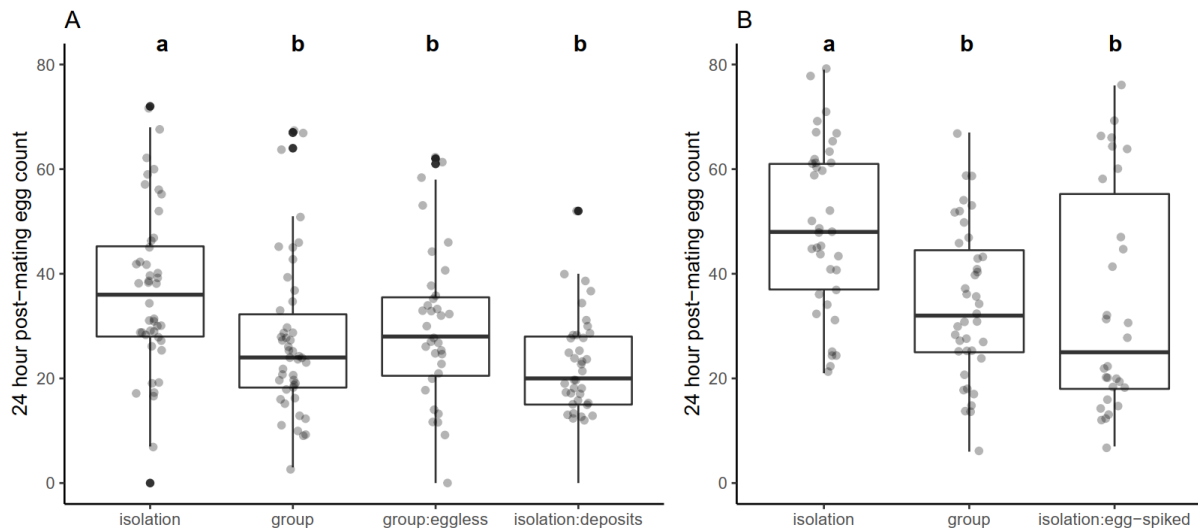 A
a b b b
24 hour post−mating egg count
80
60
40
20
0
isolation group group:eggless isolation:deposits
B
a b b
24 hour post−mating egg count
80
60
40
20
0
isolation group isolation:egg−spiked